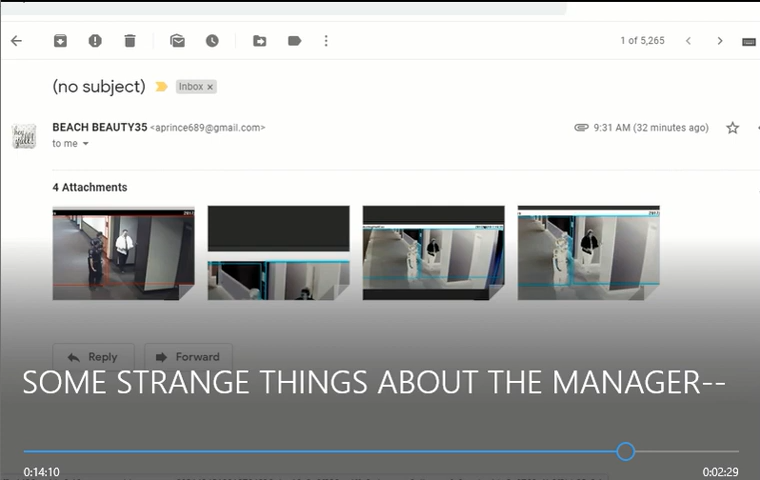 1 of 5,265
(no subject)
Inbox x
BEACH BEAUTY35 <aprince689@gmail.com>
9:31 AM (32 minutes ago)
to me
4 Attachments
Reply
Forward
SOME STRANGE THINGS ABOUT THE MANAGER--
0:14:10
0:02:29